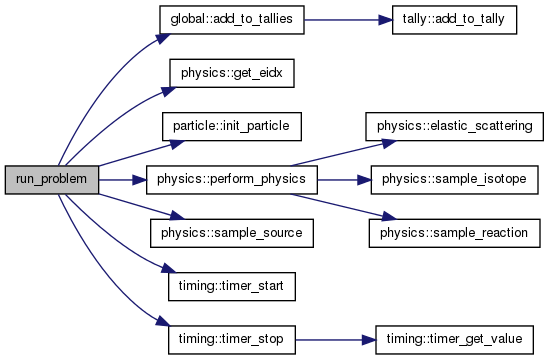 global::add_to_tallies
tally::add_to_tally
physics::get_eidx
particle::init_particle
physics::elastic_scattering
run_problem
physics::perform_physics
physics::sample_isotope
physics::sample_source
physics::sample_reaction
timing::timer_start
timing::timer_stop
timing::timer_get_value